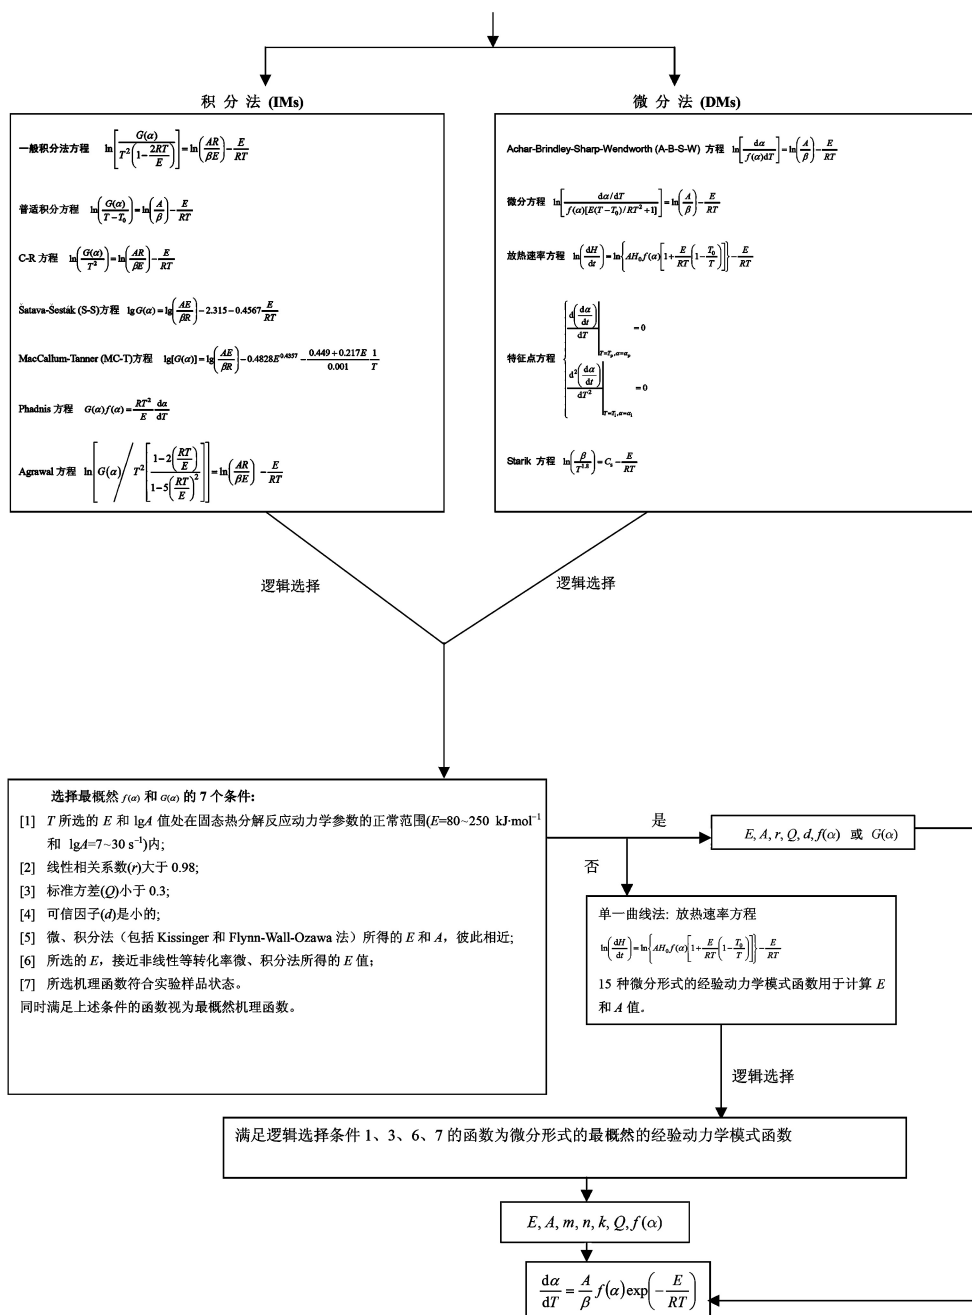 积 分 法 (IMs)
一般积分法方程 ln[G(α)/(T²(1−2RT/E))]=ln(AR/βE)−E/RT
普适积分方程 ln(G(α)/(T−T₀))=ln(A/β)−E/RT
C-R 方程 ln(G(α)/T²)=ln(AR/βE)−E/RT
Šatava-Šesták (S-S)方程 lgG(α)=lg(AE/βR)−2.315−0.4567 E/RT
MacCallum-Tanner (MC-T)方程 lg[G(α)]=lg(AE/βR)−0.4828E^0.4357−(0.449+0.217E)/0.001 1/T
Phadnis 方程 G(α)f(α)=RT²/E dα/dT
Agrawal 方程 ln[G(α)/T²[(1−2(RT/E))/(1−5(RT/E)²)]]=ln(AR/βE)−E/RT
微 分 法 (DMs)
Achar-Brindley-Sharp-Wendworth (A-B-S-W) 方程 ln[dα/(f(α)dT)]=ln(A/β)−E/RT
微分方程 ln[(dα/dT)/(f(α)[E(T−T₀)/RT²+1])]=ln(A/β)−E/RT
放热速率方程 ln(dH/dt)=ln{AH₀f(α)[1+E/RT(1−T₀/T)]}−E/RT
特征点方程 { d(dα/dt)/dT |T=Tp,α=αp =0
d²(dα/dt)/dT² |T=Ti,α=αi =0
Starik 方程 ln(β/T^1.8)=Cs−E/RT
逻辑选择
逻辑选择
选择最概然 f(α) 和 G(α) 的 7 个条件:
[1] T 所选的 E 和 lgA 值处在固态热分解反应动力学参数的正常范围(E=80~250 kJ·mol⁻¹
和 lgA=7~30 s⁻¹)内;
[2] 线性相关系数(r)大于 0.98;
[3] 标准方差(Q)小于 0.3;
[4] 可信因子(d)是小的;
[5] 微、积分法（包括 Kissinger 和 Flynn-Wall-Ozawa 法）所得的 E 和 A，彼此相近;
[6] 所选的 E，接近非线性等转化率微、积分法所得的 E 值；
[7] 所选机理函数符合实验样品状态。
同时满足上述条件的函数视为最概然机理函数。
是
E, A, r, Q, d, f(α) 或 G(α)
否
单一曲线法: 放热速率方程
ln(dH/dt)=ln{AH₀f(α)[1+E/RT(1−T₀/T)]}−E/RT
15 种微分形式的经验动力学模式函数用于计算 E
和 A 值.
逻辑选择
满足逻辑选择条件 1、3、6、7 的函数为微分形式的最概然的经验动力学模式函数
E, A, m, n, k, Q, f(α)
dα/dT=A/β f(α)exp(−E/RT)